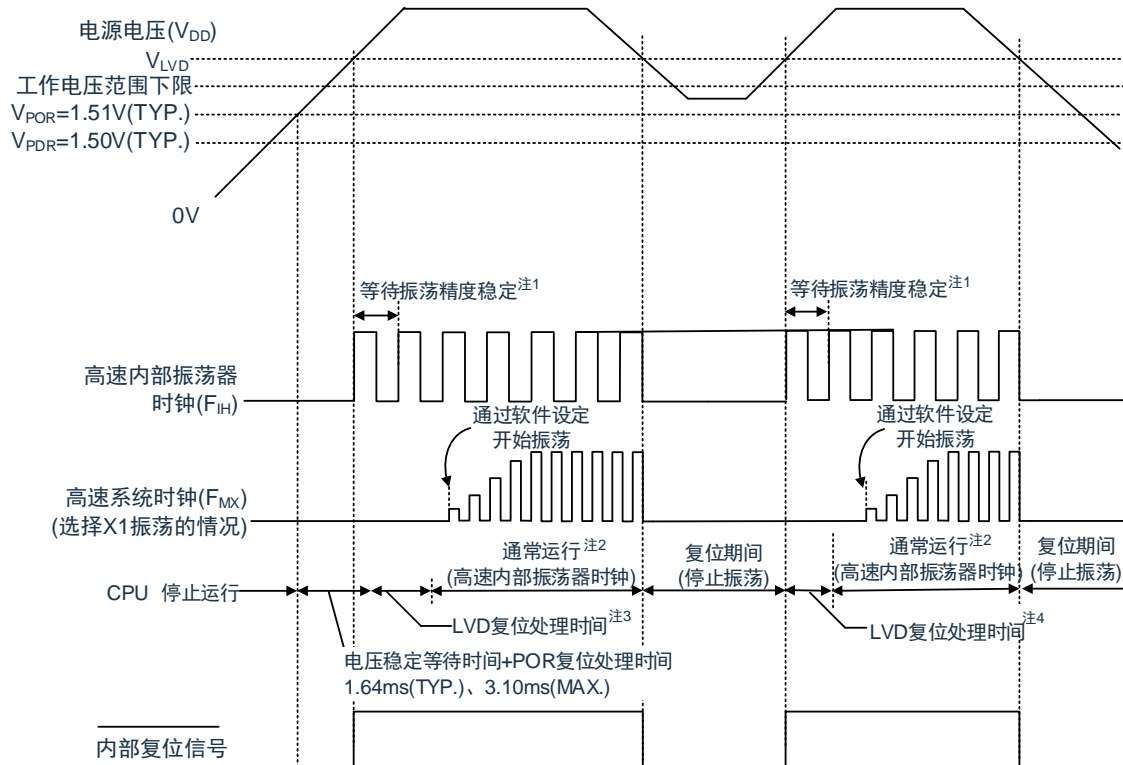 电源电压(VDD)
VLVD
工作电压范围下限
VPOR=1.51V(TYP.)
VPDR=1.50V(TYP.)
0V
等待振荡精度稳定注1
等待振荡精度稳定注1
高速内部振荡器
时钟(FIH)
通过软件设定
开始振荡
通过软件设定
开始振荡
高速系统时钟(FMX)
(选择X1振荡的情况)
通常运行注2
(高速内部振荡器时钟)
复位期间
(停止振荡)
通常运行注2
(高速内部振荡器时钟)
复位期间
(停止振荡)
CPU 停止运行
LVD复位处理时间注3
LVD复位处理时间注4
电压稳定等待时间+POR复位处理时间
1.64ms(TYP.)、3.10ms(MAX.)
内部复位信号